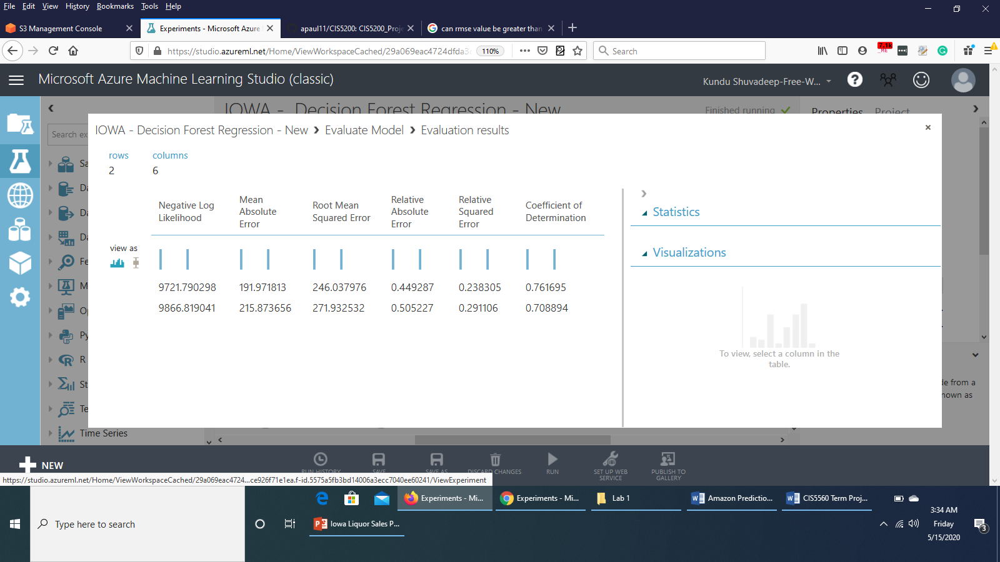 File Edit View History Bookmarks Tools Help
S3 Management Console
Experiments - Microsoft Azure
apaul11/CIS5200: CIS5200_Proje
can rmse value be greater than
https://studio.azureml.net/Home/ViewWorkspaceCached/29a069eac4724dfda3
110%
Search
7.1k
ME
Microsoft Azure Machine Learning Studio (classic)
Kundu Shuvadeep-Free-W...
IOWA - Decision Forest Regression - New
Finished running
Properties Project
Search ex
IOWA - Decision Forest Regression - New > Evaluate Model > Evaluation results
rows columns
2 6
Negative Log Likelihood
Mean Absolute Error
Root Mean Squared Error
Relative Absolute Error
Relative Squared Error
Coefficient of Determination
view as
9721.790298 191.971813 246.037976 0.449287 0.238305 0.761695
9866.819041 215.873656 271.932532 0.505227 0.291106 0.708894
Statistics
Visualizations
To view, select a column in the
table.
Sa
Da
Da
Da
Fe
M
Op
Py
R
St
Te
Time Series
de from a
nown as
NEW
RUN HISTORY
SAVE
SAVE AS
DISCARD CHANGES
RUN
SET UP WEB
SERVICE
PUBLISH TO
GALLERY
https://studio.azureml.net/Home/ViewWorkspaceCached/29a069eac4724...ce926f71e1ea.f-id.5575a5fb3bd14006a3ecc7040ee60241/ViewExperiment
Experiments - Mi...
Experiments - Mi...
Lab 1
Amazon Predictio...
CIS5560 Term Proj...
Type here to search
Iowa Liquor Sales P...
3:34 AM
Friday
5/15/2020
3